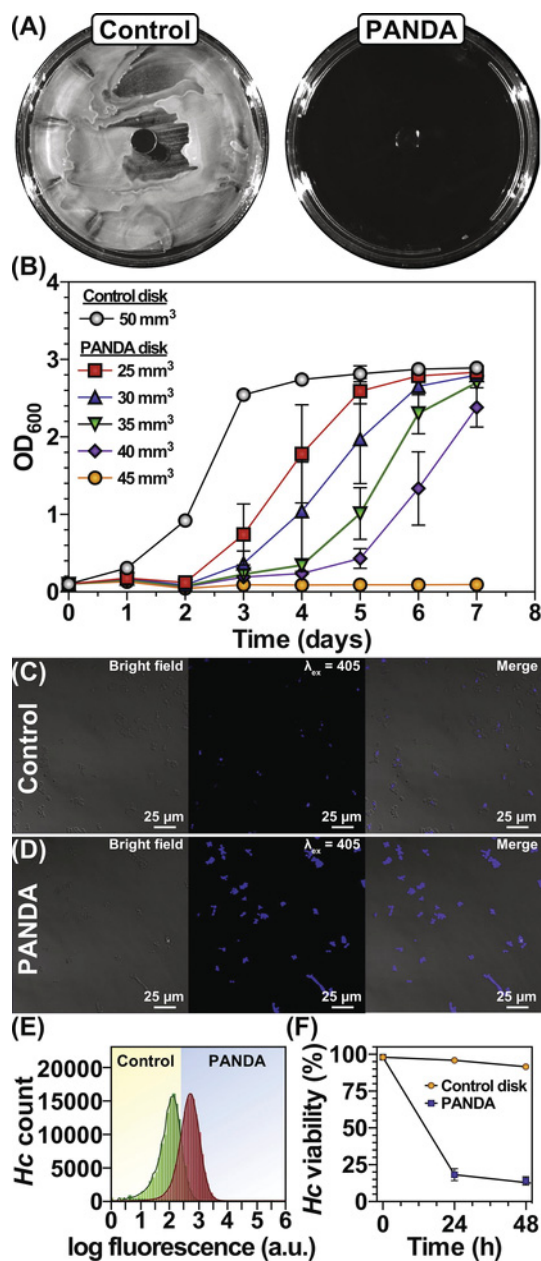 (A) Control PANDA
(B)
4
3
2
1
0
OD600
Control disk
50 mm³
PANDA disk
25 mm³
30 mm³
35 mm³
40 mm³
45 mm³
0 1 2 3 4 5 6 7 8
Time (days)
(C) Bright field λex = 405 Merge
Control
25 µm 25 µm 25 µm
(D) Bright field λex = 405 Merge
PANDA
25 µm 25 µm 25 µm
(E)
Control PANDA
20000
15000
10000
5000
0
Hc count
0 1 2 3 4 5 6
log fluorescence (a.u.)
(F)
100
75
50
25
0
Hc viability (%)
Control disk
PANDA
0 24 48
Time (h)